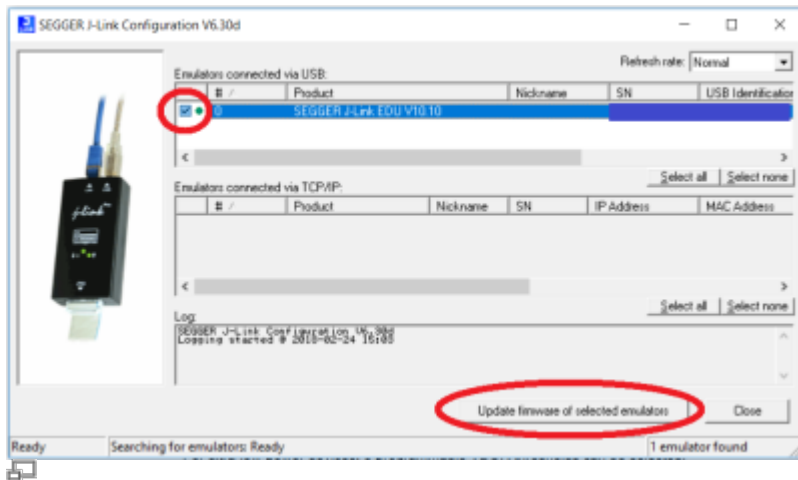 SEGGER J-Link Configuration V6.30d
Refresh rate: Normal
Emulators connected via USB:
# / Product Nickname SN USB Identification
0 SEGGER J-Link EDU V10.10
Select all Select none
Emulators connected via TCP/IP:
# / Product Nickname SN IP Address MAC Address
Select all Select none
Log:
SEGGER J-Link Configuration V6.30d
Logging started @ 2018-02-24 15:03
Update firmware of selected emulators Close
Ready Searching for emulators: Ready 1 emulator found